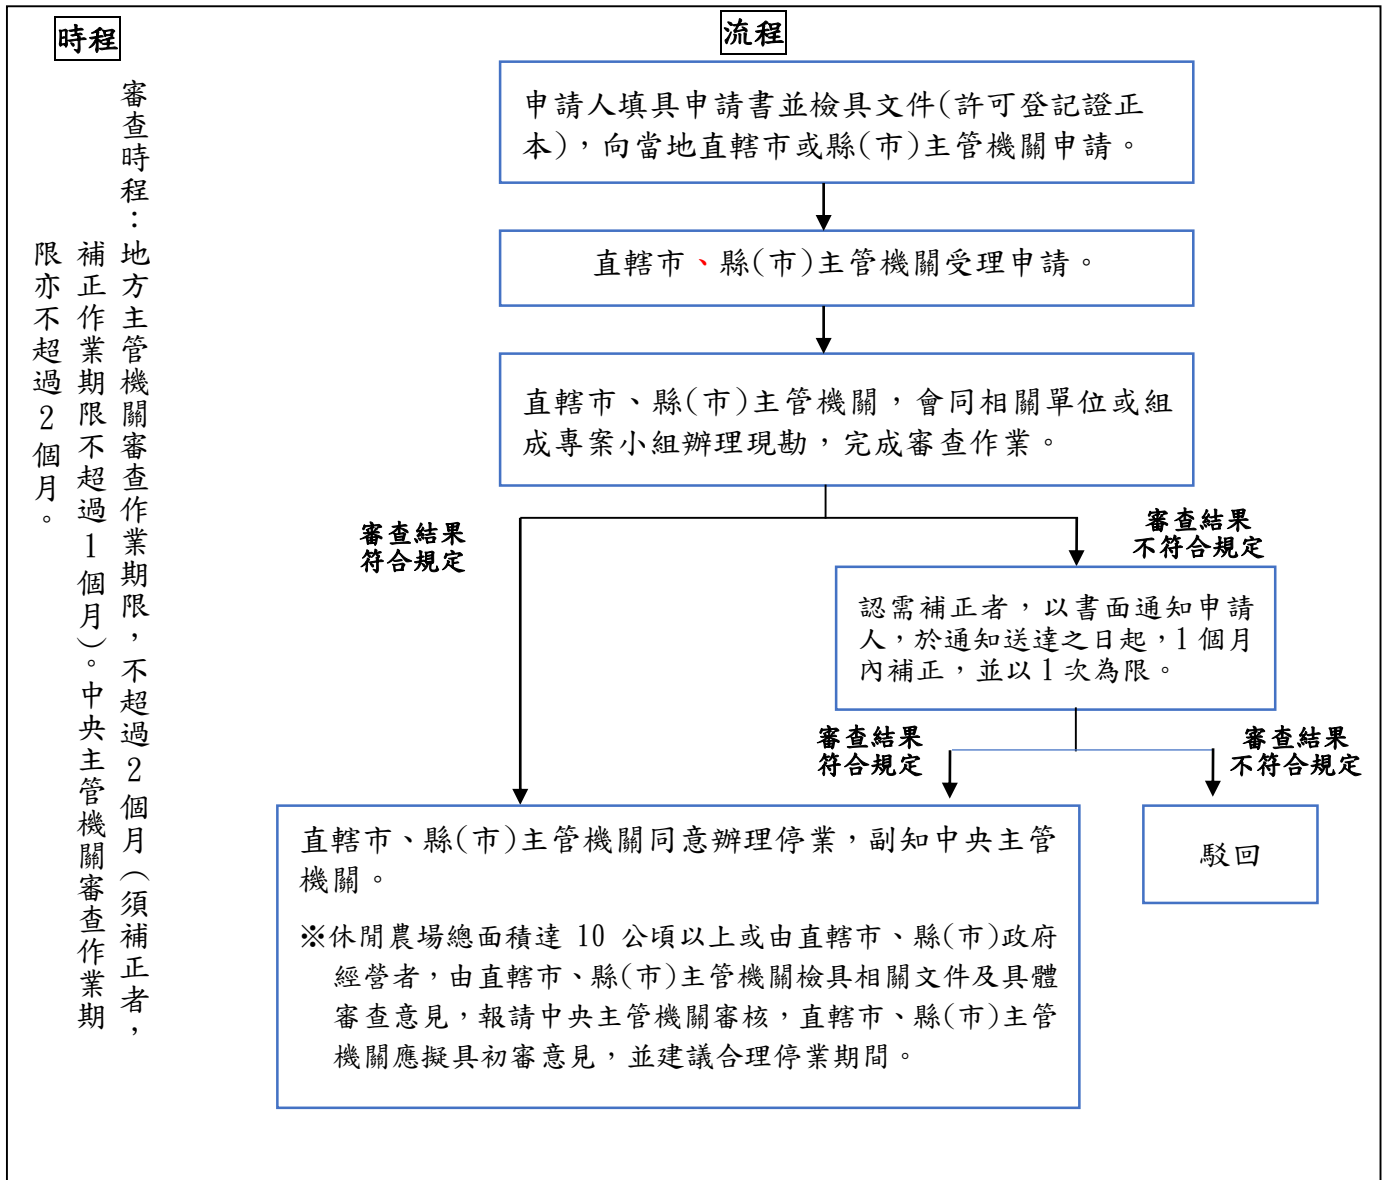 時程
審查時程：地方主管機關審查作業期限，不超過2個月（須補正者，
補正作業期限不超過1個月）。中央主管機關審查作業期
限亦不超過2個月。
流程
申請人填具申請書並檢具文件(許可登記證正
本)，向當地直轄市或縣(市)主管機關申請。
直轄市、縣(市)主管機關受理申請。
直轄市、縣(市)主管機關，會同相關單位或組
成專案小組辦理現勘，完成審查作業。
審查結果
符合規定
審查結果
不符合規定
認需補正者，以書面通知申請
人，於通知送達之日起，1個月
內補正，並以1次為限。
審查結果
符合規定
審查結果
不符合規定
直轄市、縣(市)主管機關同意辦理停業，副知中央主管
機關。
※休閒農場總面積達 10 公頃以上或由直轄市、縣(市)政府
經營者，由直轄市、縣(市)主管機關檢具相關文件及具體
審查意見，報請中央主管機關審核，直轄市、縣(市)主管
機關應擬具初審意見，並建議合理停業期間。
駁回